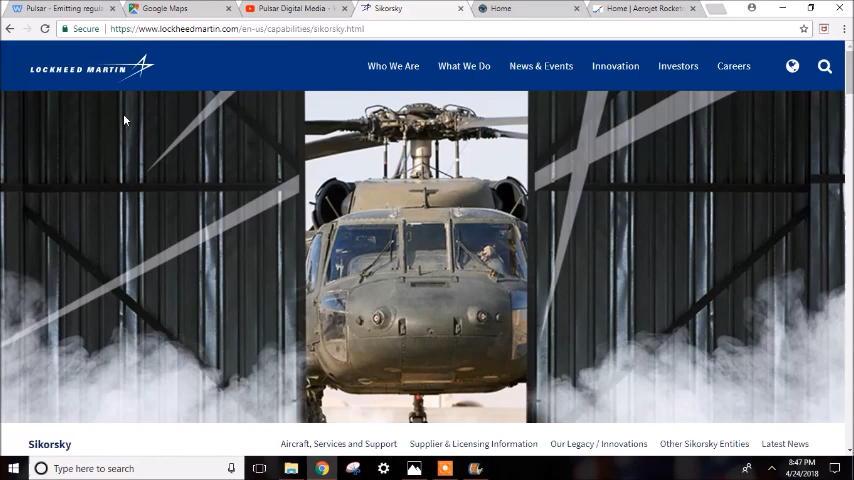 Pulsar - Emitting regula
Google Maps
Pulsar Digital Media -
Sikorsky
Home
Home | Aerojet Rocket
Secure
https://www.lockheedmartin.com/en-us/capabilities/sikorsky.html
LOCKHEED MARTIN
Who We Are
What We Do
News & Events
Innovation
Investors
Careers
Sikorsky
Aircraft, Services and Support
Supplier & Licensing Information
Our Legacy / Innovations
Other Sikorsky Entities
Latest News
Type here to search
8:47 PM
4/24/2018